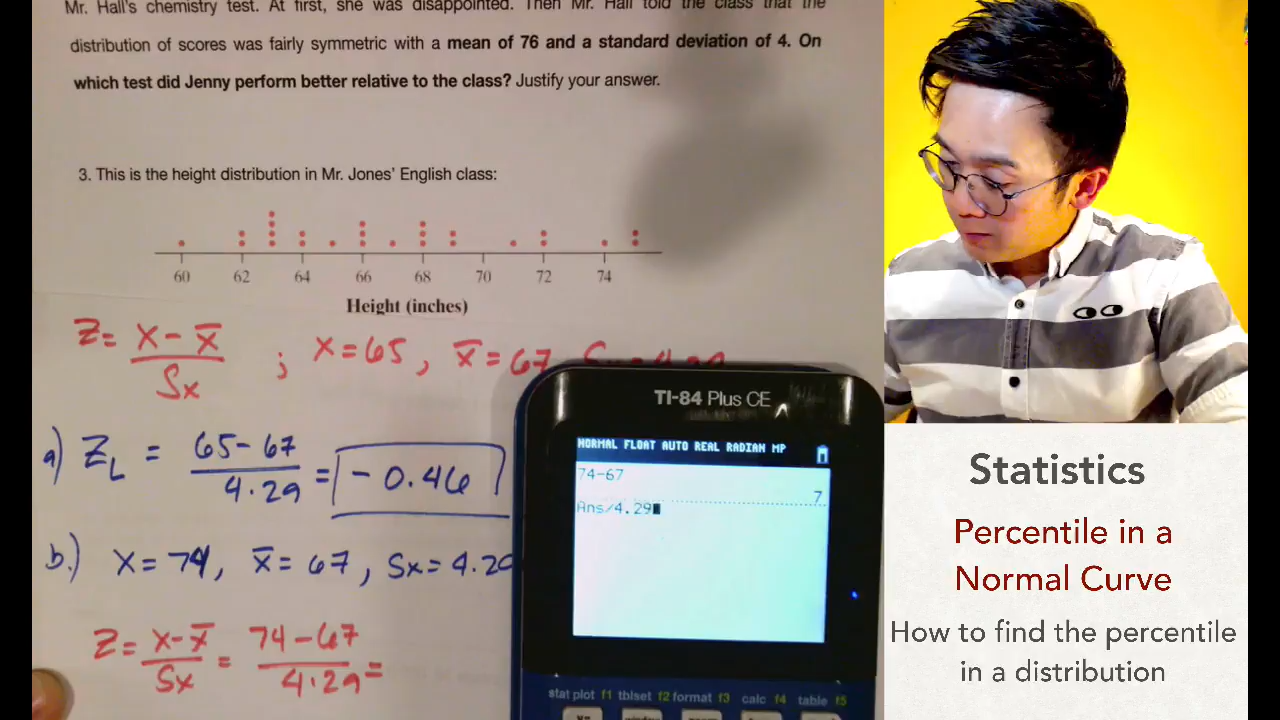 Mr. Hall's chemistry test. At first, she was disappointed. Then Mr. Hall told the class that the
distribution of scores was fairly symmetric with a mean of 76 and a standard deviation of 4. On
which test did Jenny perform better relative to the class? Justify your answer.
3. This is the height distribution in Mr. Jones' English class:
60 62 64 66 68 70 72 74
Height (inches)
Z = x - x̄ / Sx ; x = 65, x̄ = 67
a) ZL = 65 - 67 / 4.29 = -0.46
b.) x = 74, x̄ = 67, Sx = 4.29
Z = x - x̄ / Sx = 74 - 67 / 4.29 =
TI-84 Plus CE
NORMAL FLOAT AUTO REAL RADIAN MP
74-67
7
Ans/4.29
stat plot f1 tblset f2 format f3 calc f4 table f5
Statistics
Percentile in a
Normal Curve
How to find the percentile
in a distribution